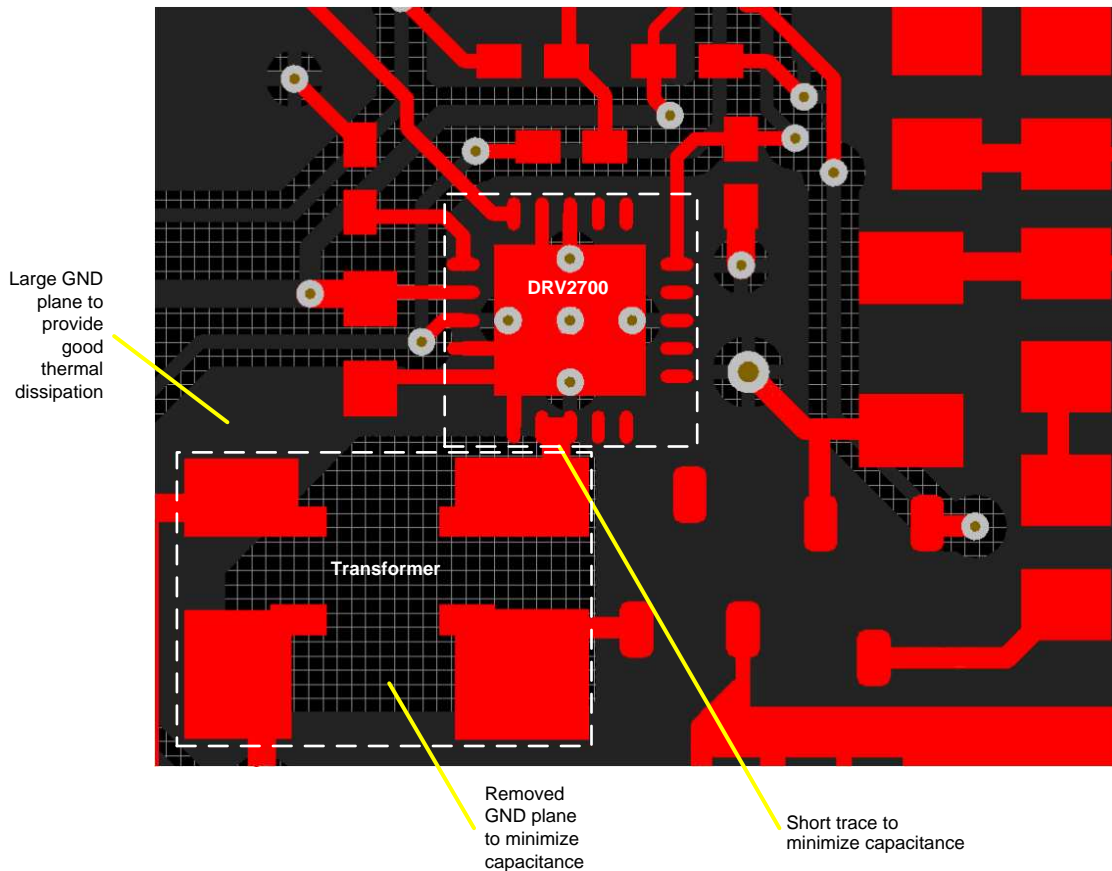 DRV2700
Large GND
plane to
provide
good
thermal
dissipation
Transformer
Removed
GND plane
to minimize
capacitance
Short trace to
minimize capacitance